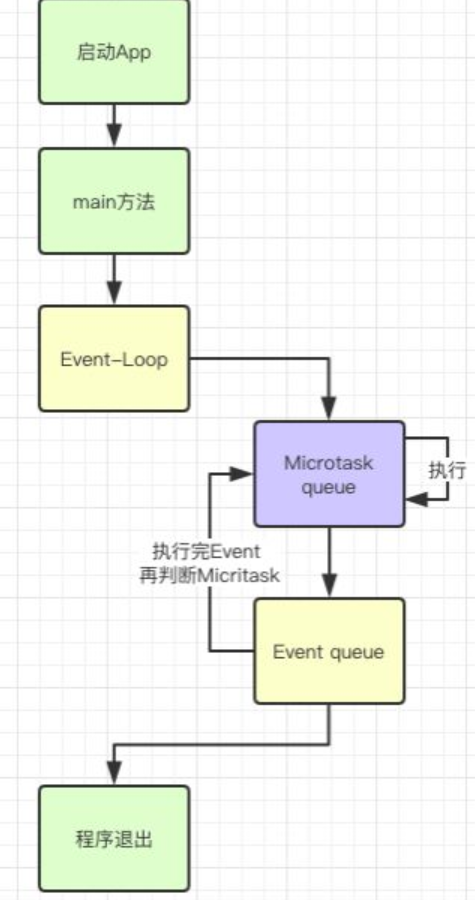 启动App
main方法
Event-Loop
Microtask
queue
执行
执行完Event
再判断Micritask
Event queue
程序退出